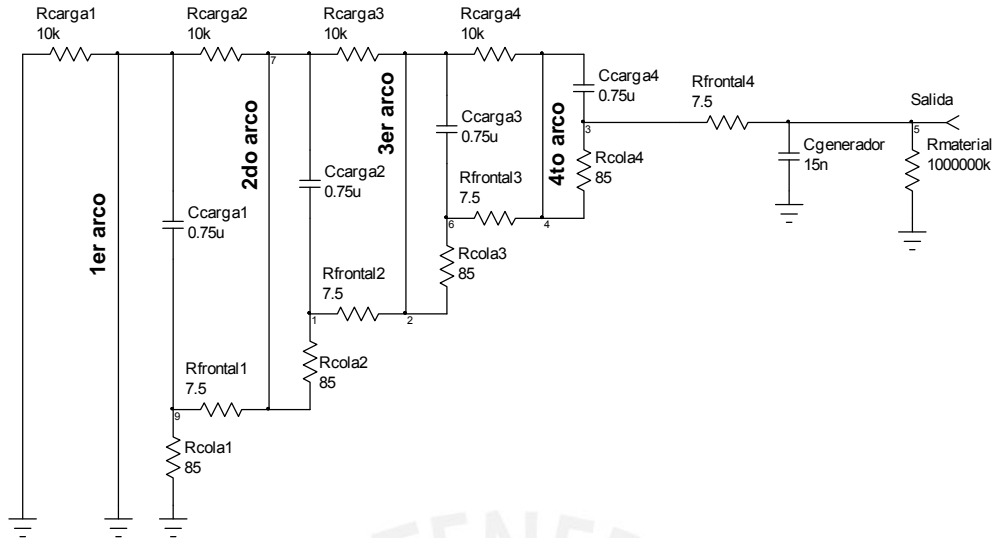 Rcarga1
10k
Rcarga2
10k
Rcarga3
10k
Rcarga4
10k
7
Ccarga4
0.75u
Rfrontal4
7.5
Salida
3
5
Ccarga3
0.75u
Cgenerador
15n
Rmaterial
1000000k
3er arco
2do arco
4to arco
Rcola4
85
Ccarga2
0.75u
Rfrontal3
7.5
Ccarga1
0.75u
1er arco
6
4
Rcola3
85
Rfrontal2
7.5
1
2
Rfrontal1
7.5
Rcola2
85
9
Rcola1
85